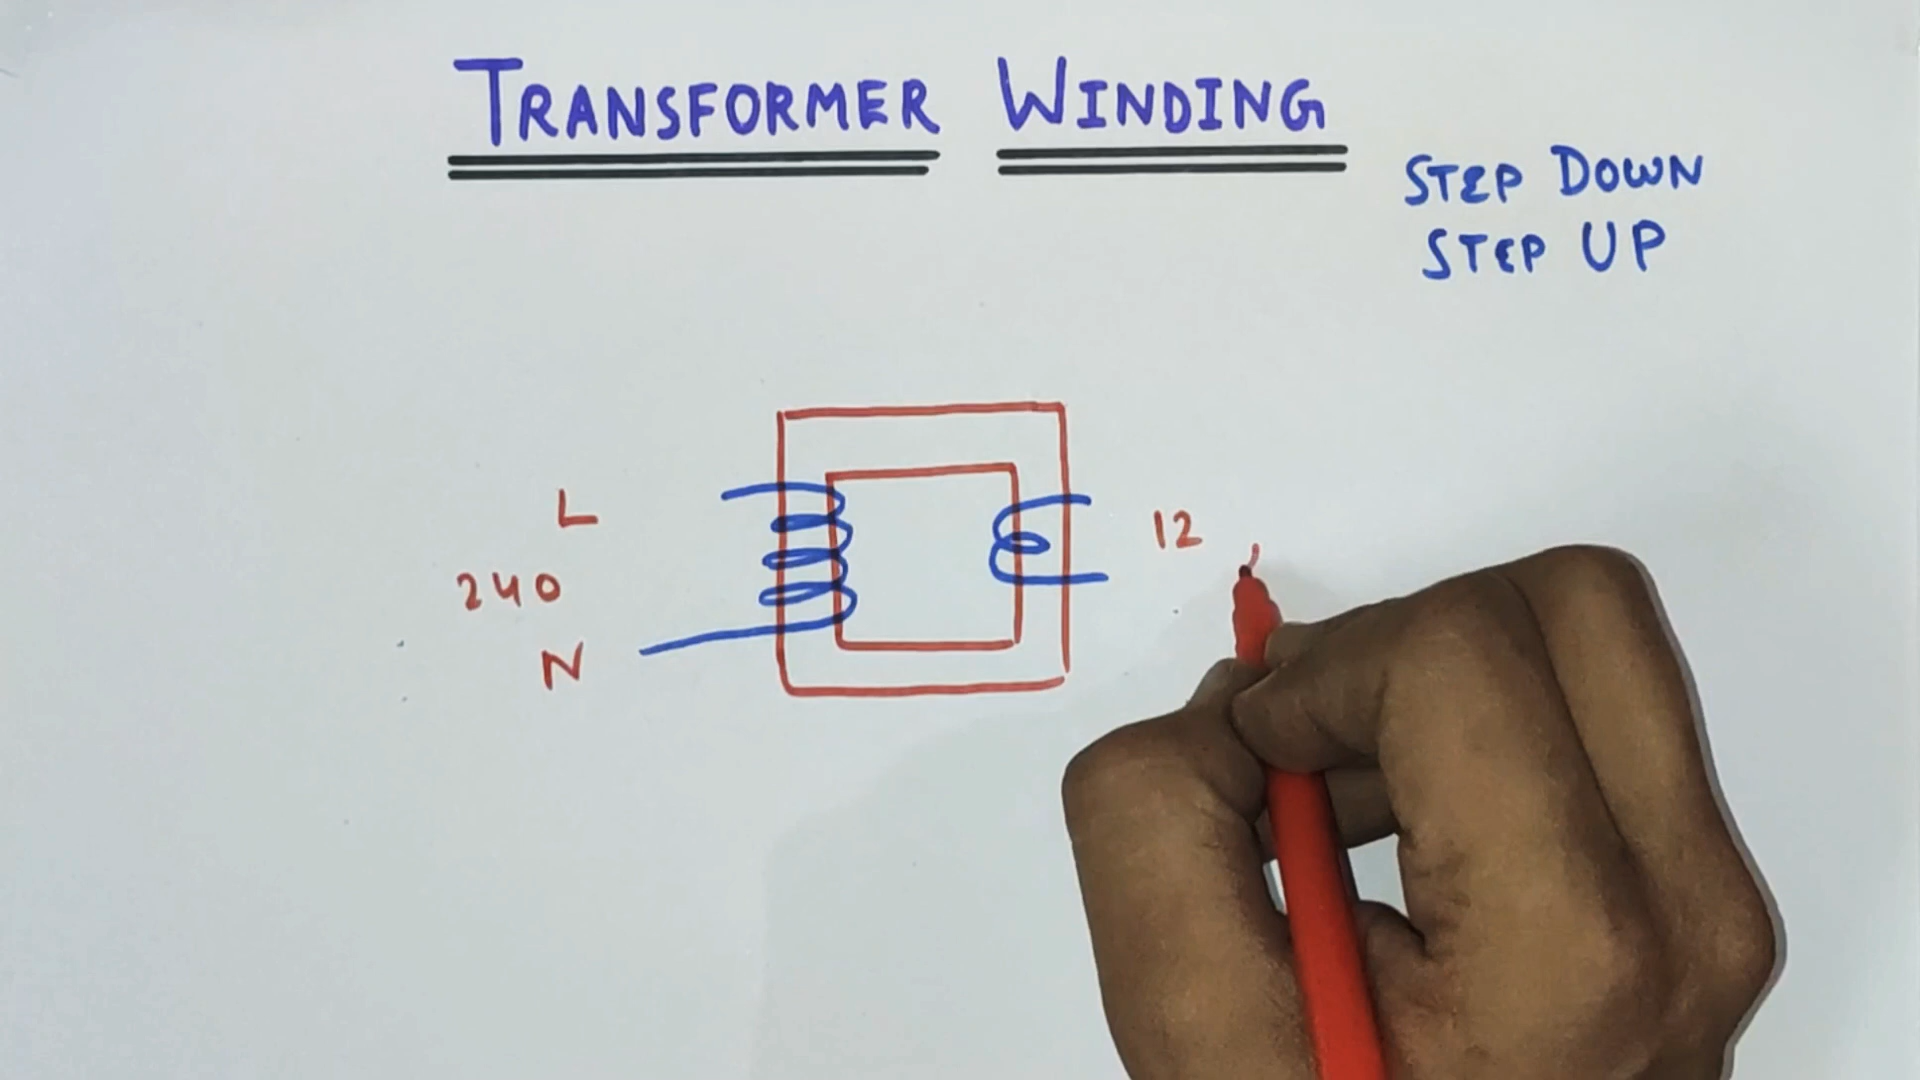 TRANSFORMER WINDING
STEP DOWN
STEP UP
L
12
240
N